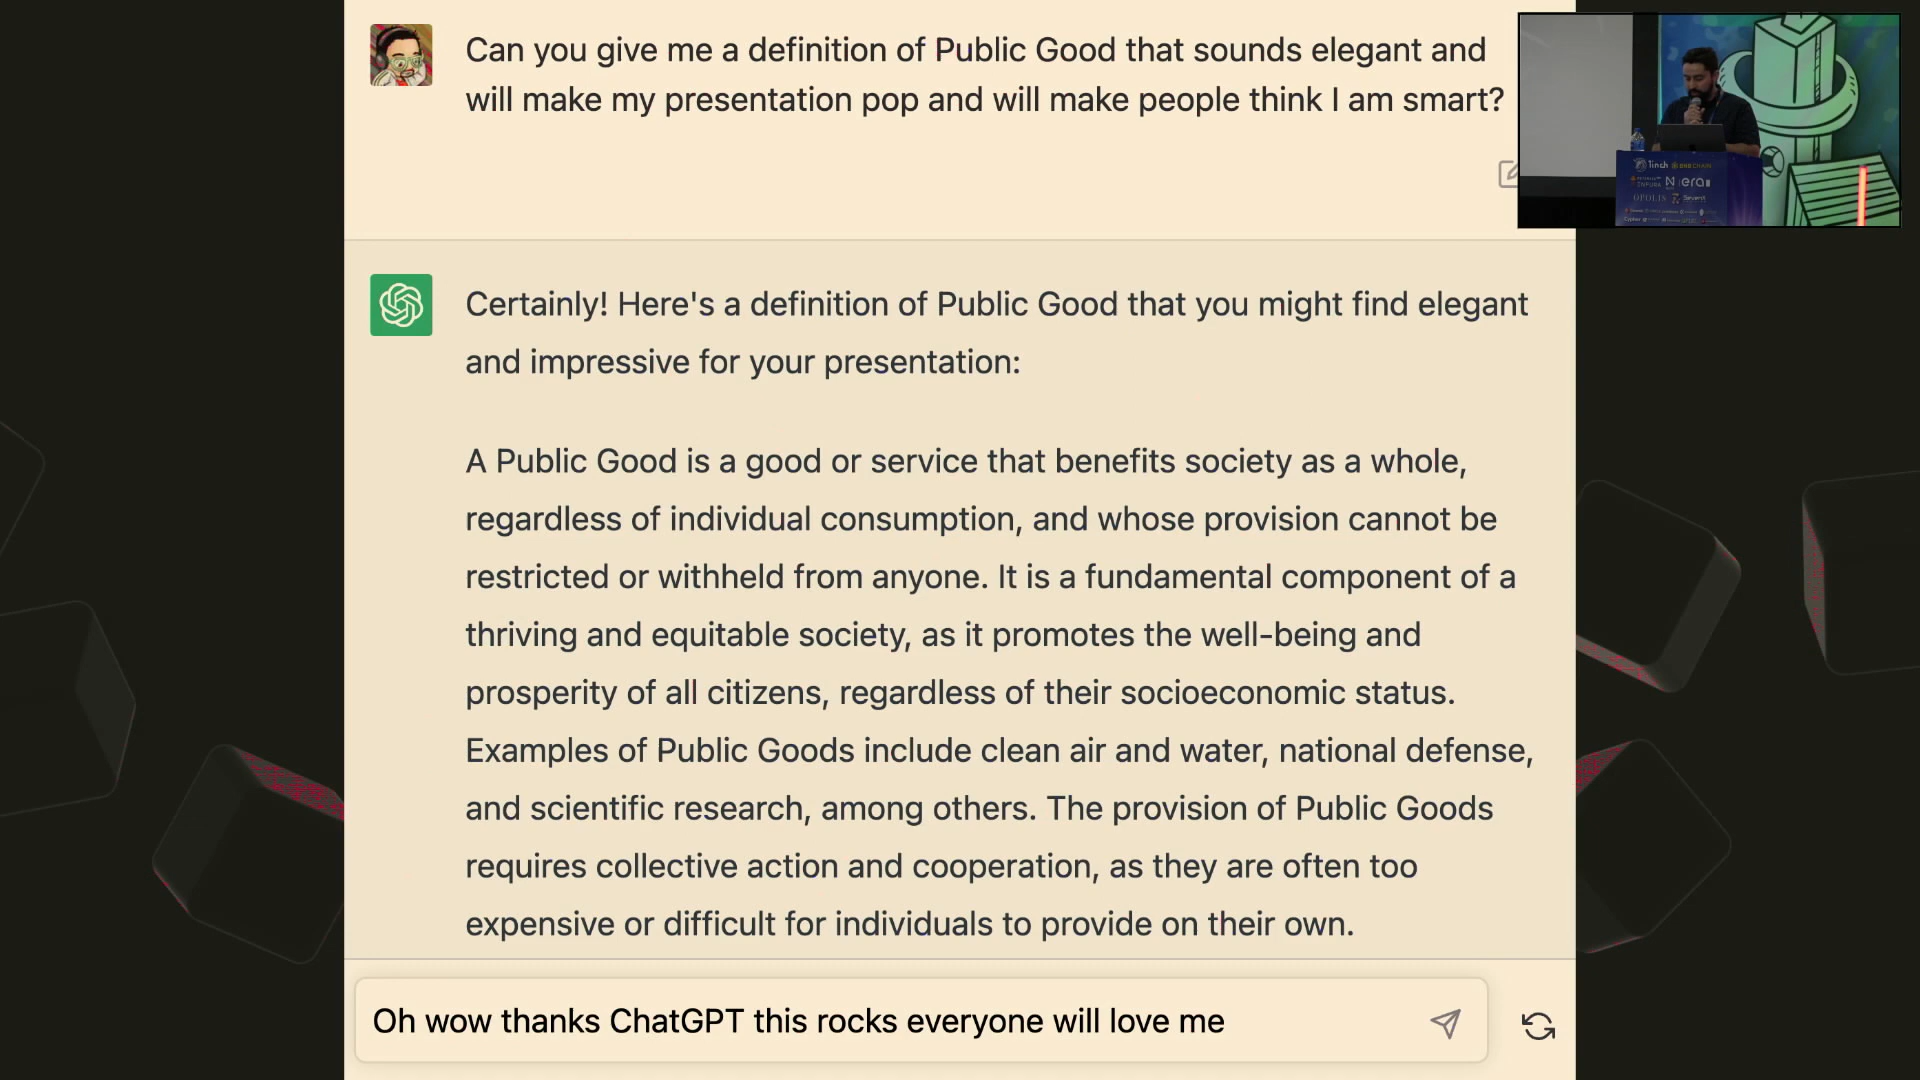 Can you give me a definition of Public Good that sounds elegant and
will make my presentation pop and will make people think I am smart?
Certainly! Here's a definition of Public Good that you might find elegant
and impressive for your presentation:
A Public Good is a good or service that benefits society as a whole,
regardless of individual consumption, and whose provision cannot be
restricted or withheld from anyone. It is a fundamental component of a
thriving and equitable society, as it promotes the well-being and
prosperity of all citizens, regardless of their socioeconomic status.
Examples of Public Goods include clean air and water, national defense,
and scientific research, among others. The provision of Public Goods
requires collective action and cooperation, as they are often too
expensive or difficult for individuals to provide on their own.
Oh wow thanks ChatGPT this rocks everyone will love me
1inch BNB CHAIN
INFURA
OPOLIS